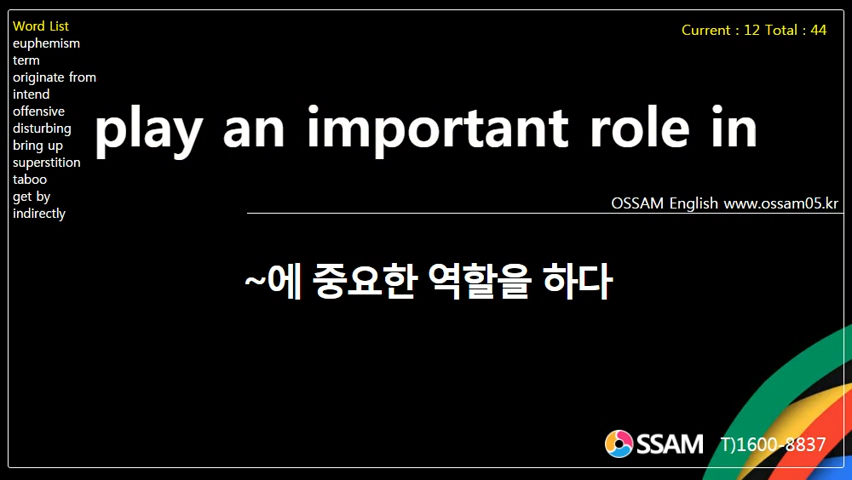 Word List
euphemism
term
originate from
intend
offensive
disturbing
bring up
superstition
taboo
get by
indirectly
Current : 12 Total : 44
play an important role in
OSSAM English www.ossam05.kr
~에 중요한 역할을 하다
OSSAM T)1600-8837